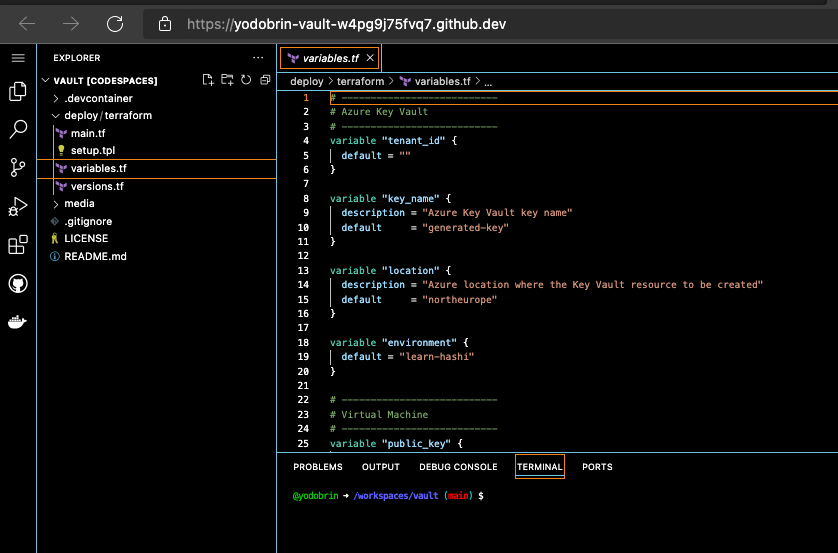 https://yodobrin-vault-w4pg9j75fvq7.github.dev
EXPLORER
VAULT [CODESPACES]
.devcontainer
deploy/terraform
main.tf
setup.tpl
variables.tf
versions.tf
media
.gitignore
LICENSE
README.md
variables.tf
deploy > terraform > variables.tf > ...
1 # ---------------------------
2 # Azure Key Vault
3 # ---------------------------
4 variable "tenant_id" {
5   default = ""
6 }
7
8 variable "key_name" {
9   description = "Azure Key Vault key name"
10   default     = "generated-key"
11 }
12
13 variable "location" {
14   description = "Azure location where the Key Vault resource to be created"
15   default     = "northeurope"
16 }
17
18 variable "environment" {
19   default = "learn-hashi"
20 }
21
22 # ---------------------------
23 # Virtual Machine
24 # ---------------------------
25 variable "public_key" {
PROBLEMS OUTPUT DEBUG CONSOLE TERMINAL PORTS
@yodobrin → /workspaces/vault (main) $